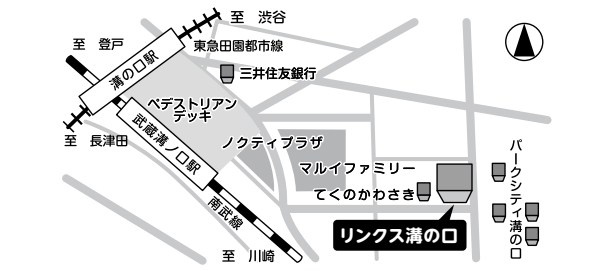 至 渋谷
至 登戸
東急田園都市線
溝の口駅
三井住友銀行
ペデストリアン
デッキ
至 長津田
武蔵溝ノ口駅
ノクティプラザ
マルイファミリー
てくのかわさき
パークシティ溝の口
南武線
リンクス溝の口
至 川崎